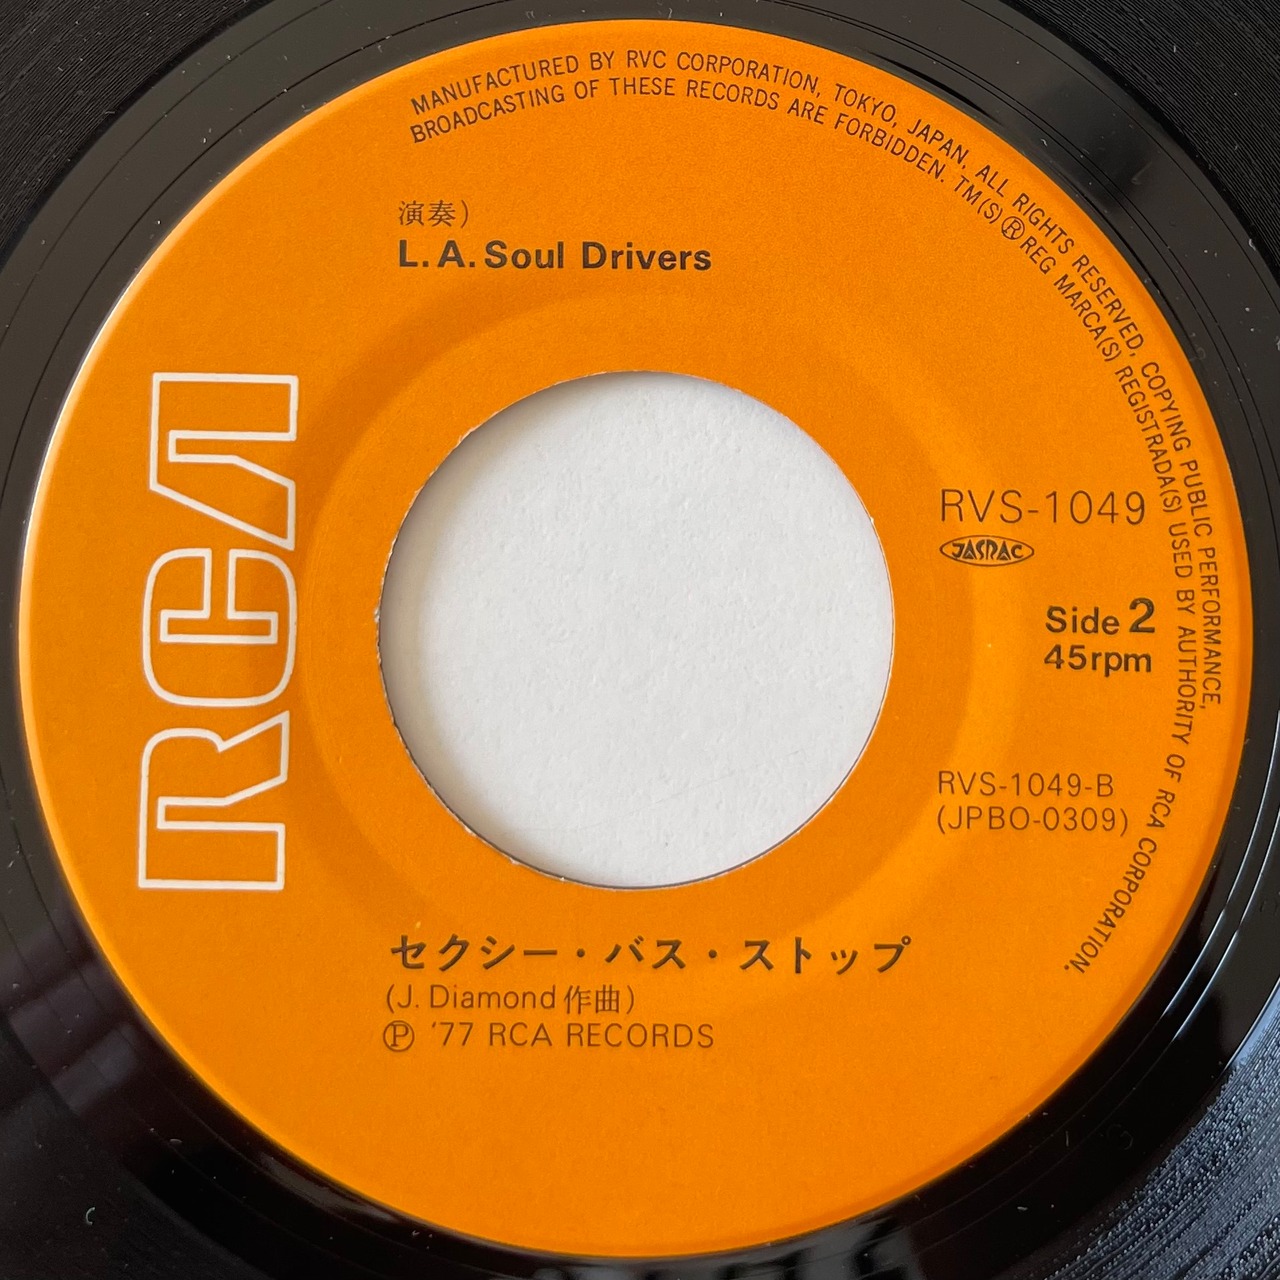 MANUFACTURED BY RVC CORPORATION, TOKYO, JAPAN. ALL RIGHTS RESERVED, COPYING PUBLIC PERFORMANCE,
BROADCASTING OF THESE RECORDS ARE FORBIDDEN. TM(S)®REG MARCA(S) REGISTRADA(S) USED BY AUTHORITY OF RCA CORPORATION.
演奏)
L.A.Soul Drivers
RCA
RVS-1049
JASRAC
Side 2
45rpm
RVS-1049-B
(JPBO-0309)
セクシー・バス・ストップ
(J. Diamond 作曲)
℗ '77 RCA RECORDS